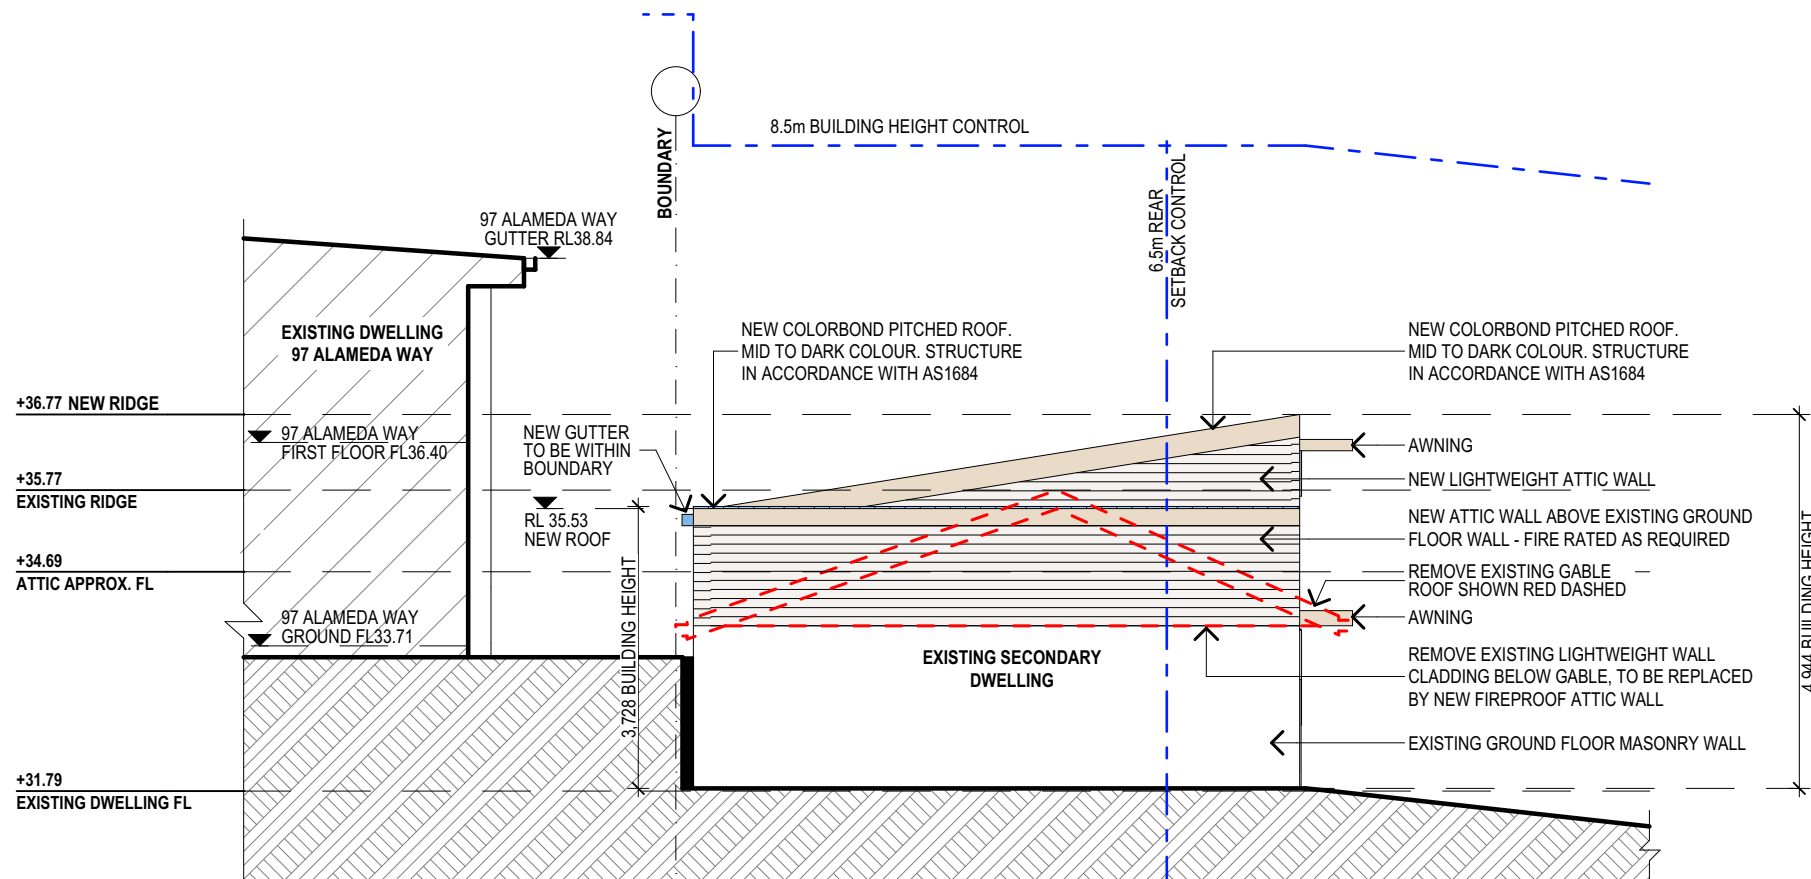 8.5m BUILDING HEIGHT CONTROL
BOUNDARY
6.5m REAR
SETBACK CONTROL
97 ALAMEDA WAY
GUTTER RL38.84
EXISTING DWELLING
97 ALAMEDA WAY
NEW COLORBOND PITCHED ROOF.
MID TO DARK COLOUR. STRUCTURE
IN ACCORDANCE WITH AS1684
NEW COLORBOND PITCHED ROOF.
MID TO DARK COLOUR. STRUCTURE
IN ACCORDANCE WITH AS1684
+36.77 NEW RIDGE
97 ALAMEDA WAY
FIRST FLOOR FL36.40
NEW GUTTER
TO BE WITHIN
BOUNDARY
AWNING
+35.77
EXISTING RIDGE
NEW LIGHTWEIGHT ATTIC WALL
RL 35.53
NEW ROOF
NEW ATTIC WALL ABOVE EXISTING GROUND
FLOOR WALL - FIRE RATED AS REQUIRED
+34.69
ATTIC APPROX. FL
REMOVE EXISTING GABLE
ROOF SHOWN RED DASHED
97 ALAMEDA WAY
GROUND FL33.71
AWNING
3,728 BUILDING HEIGHT
4,944 BUILDING HEIGHT
EXISTING SECONDARY
DWELLING
REMOVE EXISTING LIGHTWEIGHT WALL
CLADDING BELOW GABLE, TO BE REPLACED
BY NEW FIREPROOF ATTIC WALL
EXISTING GROUND FLOOR MASONRY WALL
+31.79
EXISTING DWELLING FL